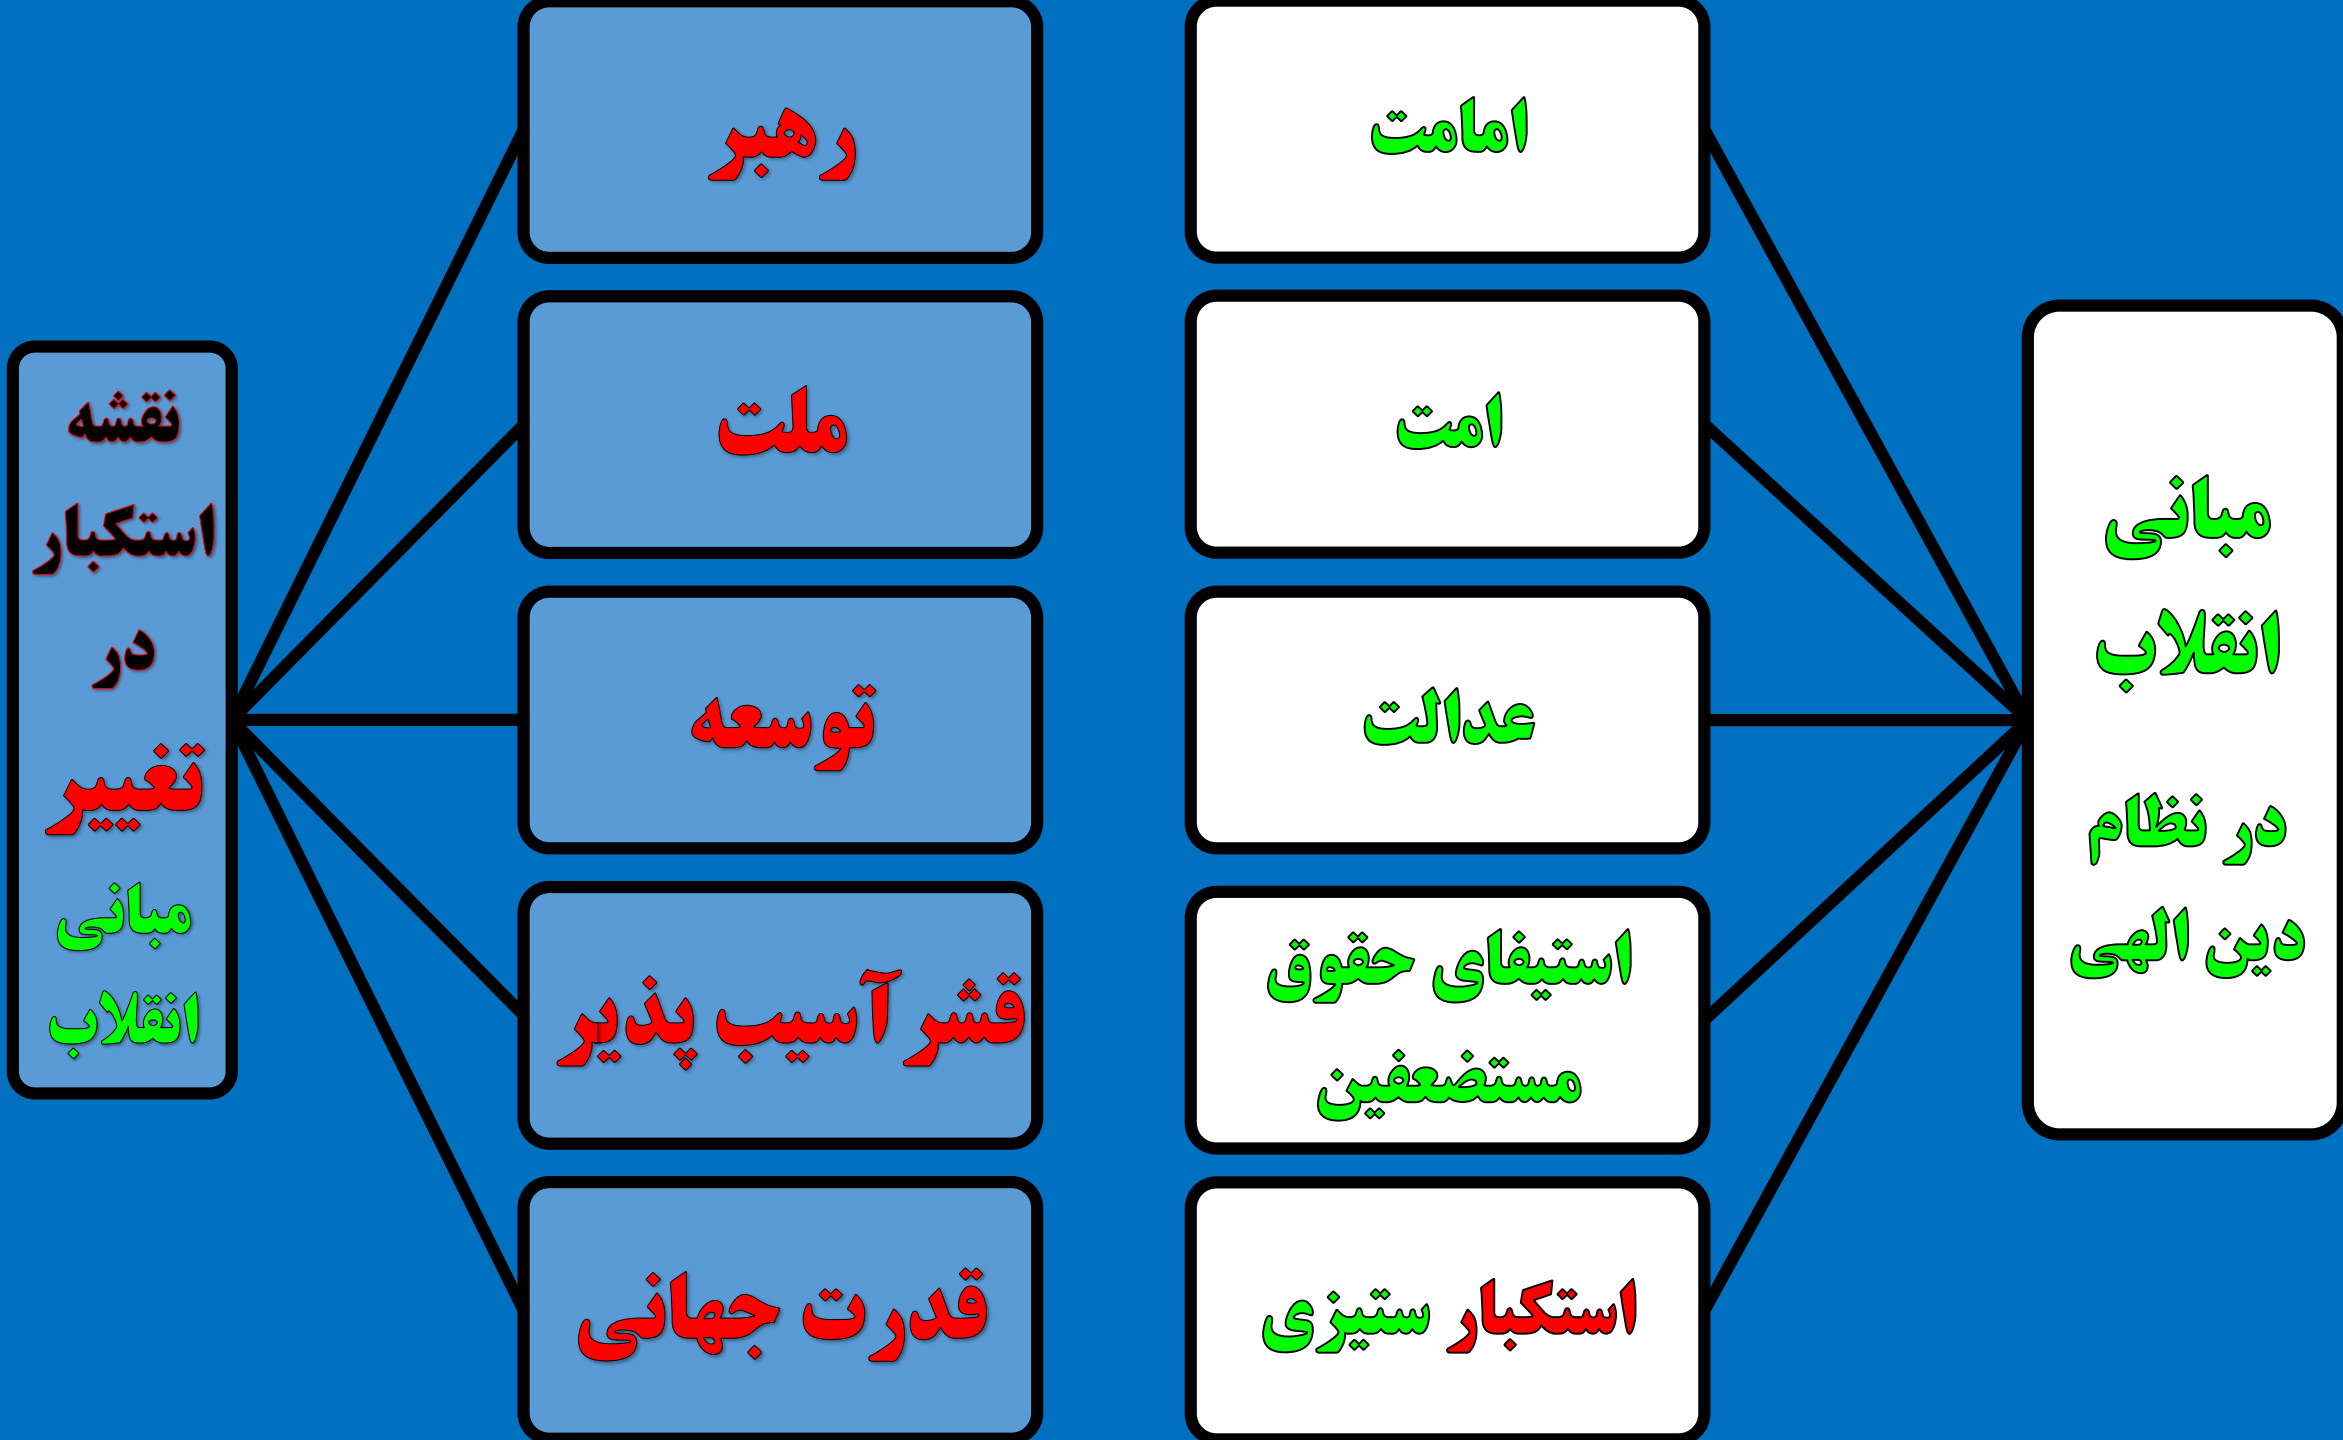 مبانی
انقلاب
در نظام
دین الهی
امامت
امت
عدالت
استیفای حقوق
مستضعفین
استکبار ستیزی
رهبر
ملت
توسعه
قشر آسیب پذیر
قدرت جهانی
نقشه
استکبار
در
تغییر
مبانی
انقلاب